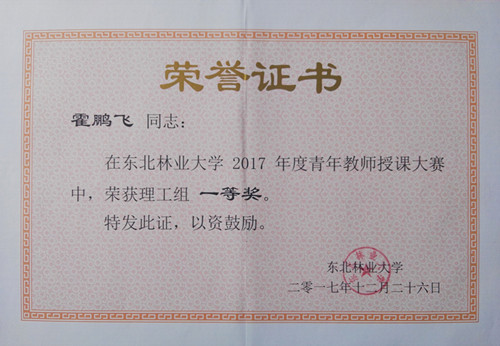 荣誉证书
霍鹏飞 同志：
在东北林业大学 2017 年度青年教师授课大赛
中，荣获理工组 一等奖。
特发此证，以资鼓励。
东北林业大学
二零一七年十二月二十六日